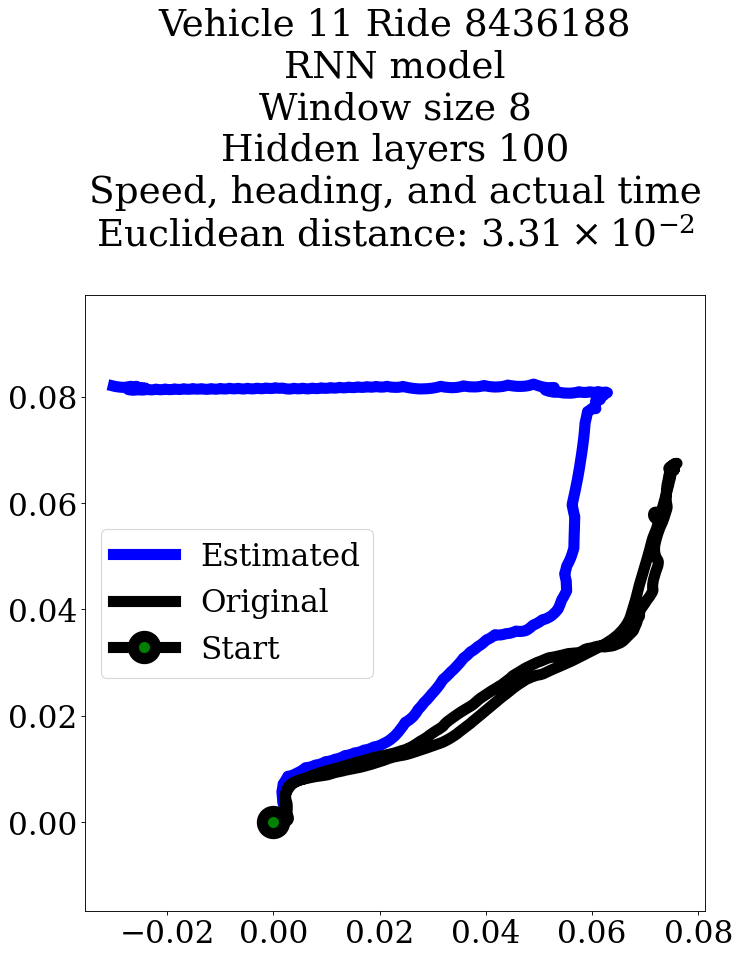 Vehicle 11 Ride 8436188
RNN model
Window size 8
Hidden layers 100
Speed, heading, and actual time
Euclidean distance: 3.31 × 10⁻²
0.08
0.06
0.04
0.02
0.00
Estimated
Original
Start
−0.02 0.00 0.02 0.04 0.06 0.08